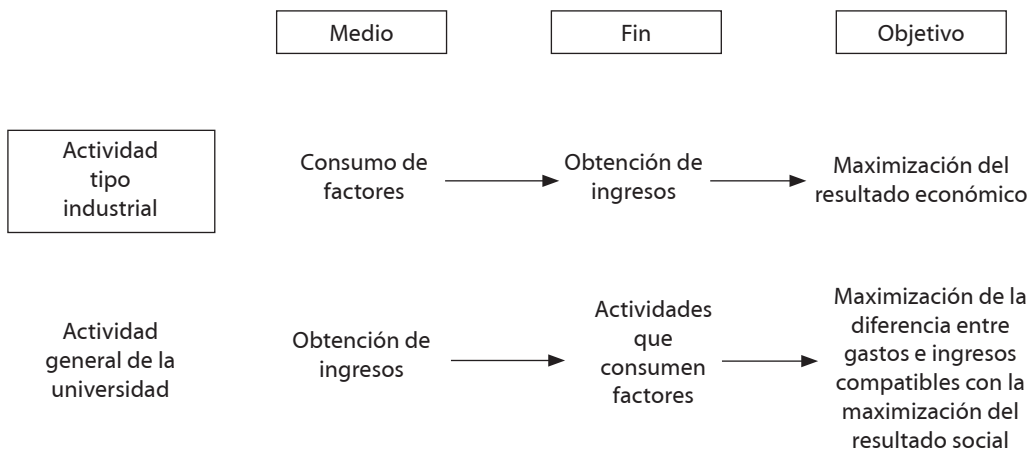 Medio
Fin
Objetivo
Actividad
tipo
industrial
Consumo de
factores
Obtención de
ingresos
Maximización del
resultado económico
Actividad
general de la
universidad
Obtención de
ingresos
Actividades
que
consumen
factores
Maximización de la
diferencia entre
gastos e ingresos
compatibles con la
maximización del
resultado social